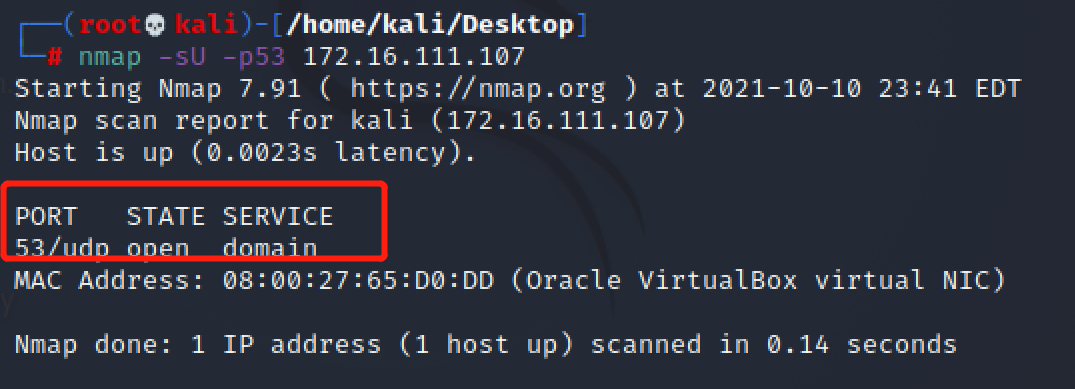 (root💀kali)-[/home/kali/Desktop]
# nmap -sU -p53 172.16.111.107
Starting Nmap 7.91 ( https://nmap.org ) at 2021-10-10 23:41 EDT
Nmap scan report for kali (172.16.111.107)
Host is up (0.0023s latency).
PORT   STATE SERVICE
53/udp open  domain
MAC Address: 08:00:27:65:D0:DD (Oracle VirtualBox virtual NIC)
Nmap done: 1 IP address (1 host up) scanned in 0.14 seconds